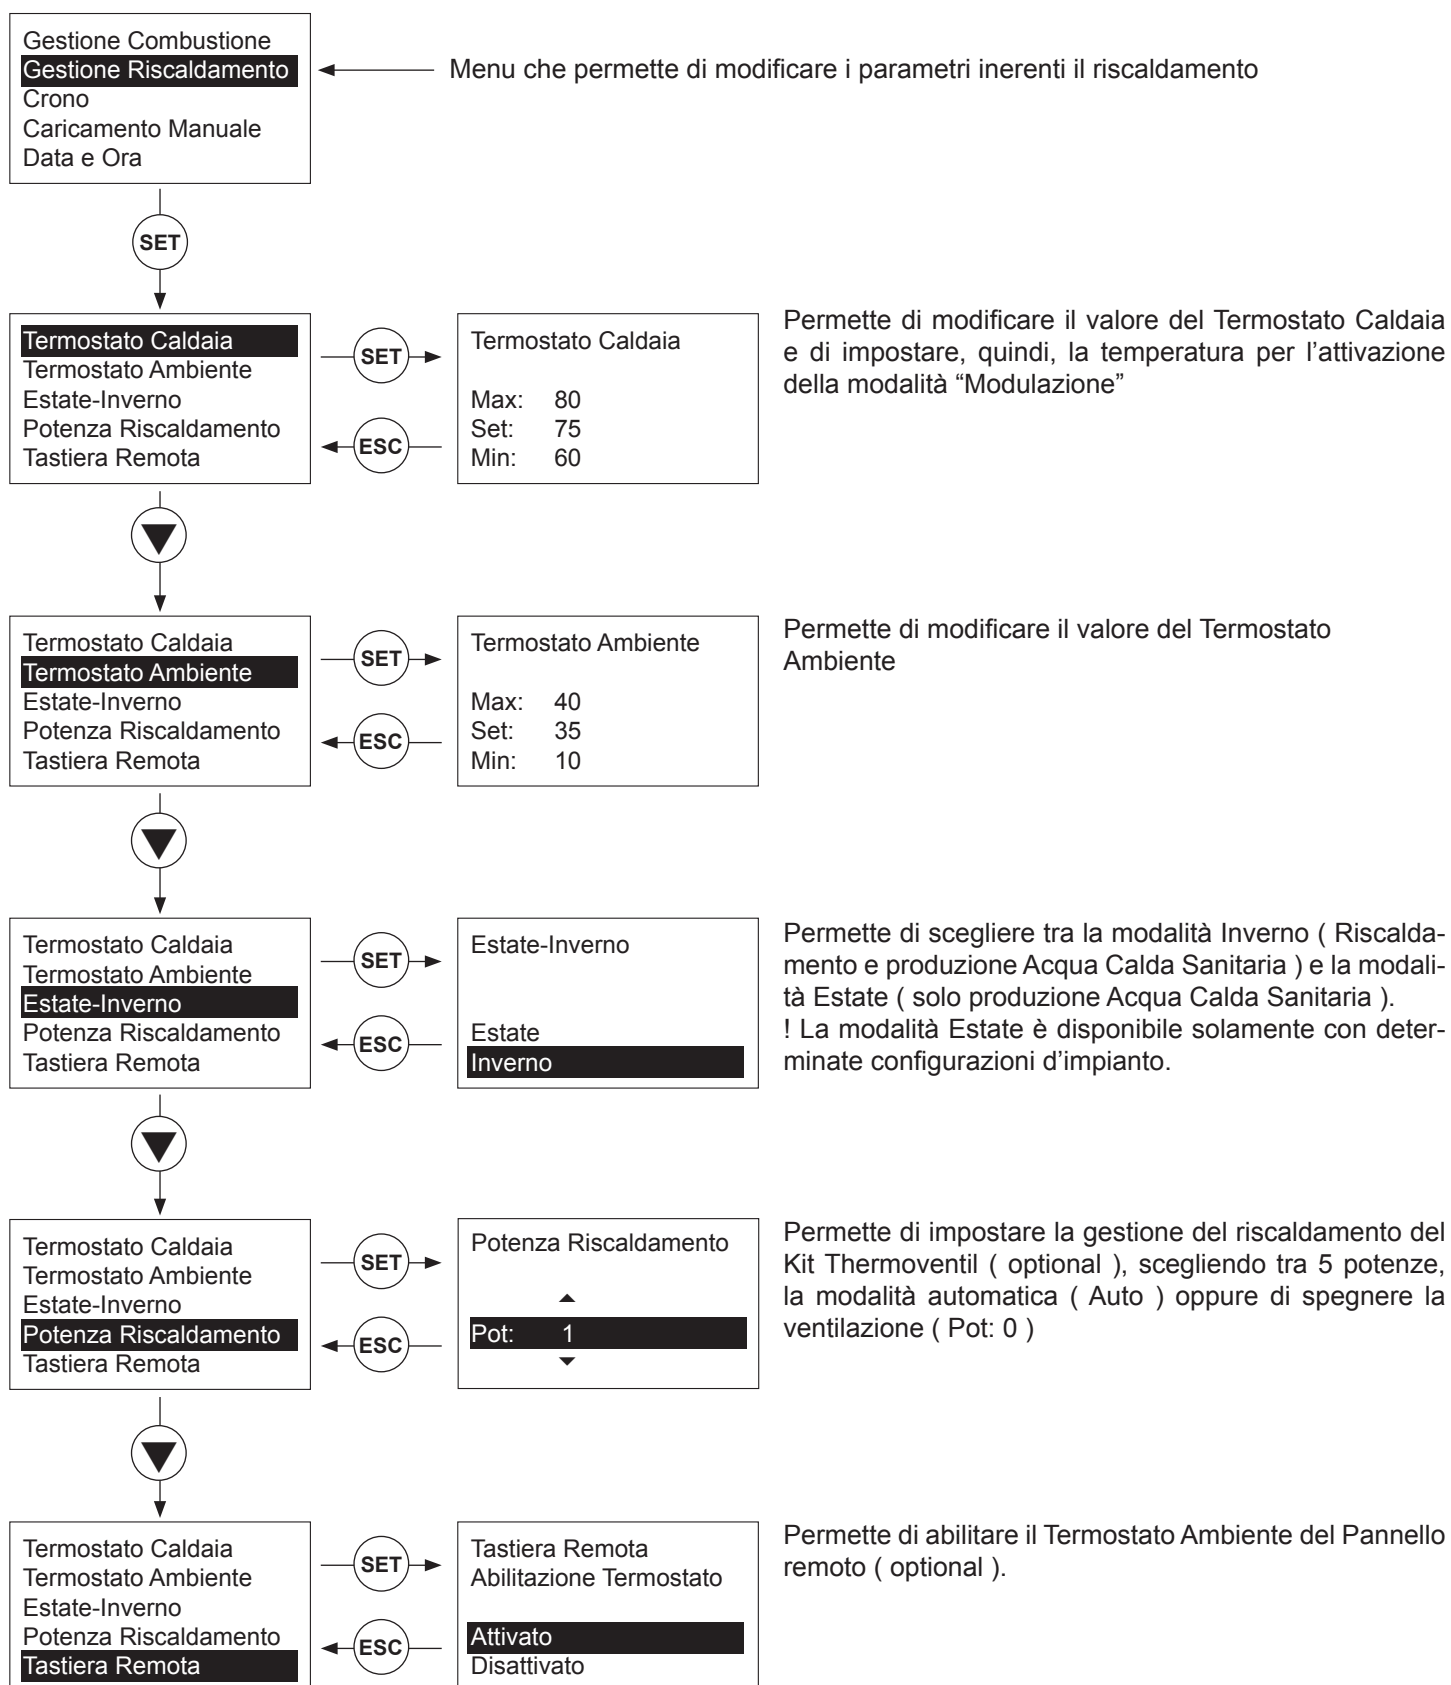 Gestione Combustione
Gestione Riscaldamento
Crono
Caricamento Manuale
Data e Ora
Menu che permette di modificare i parametri inerenti il riscaldamento
SET
Termostato Caldaia
Termostato Ambiente
Estate-Inverno
Potenza Riscaldamento
Tastiera Remota
SET
ESC
Termostato Caldaia
Max: 80
Set: 75
Min: 60
Permette di modificare il valore del Termostato Caldaia
e di impostare, quindi, la temperatura per l’attivazione
della modalità “Modulazione”
Termostato Caldaia
Termostato Ambiente
Estate-Inverno
Potenza Riscaldamento
Tastiera Remota
SET
ESC
Termostato Ambiente
Max: 40
Set: 35
Min: 10
Permette di modificare il valore del Termostato
Ambiente
Termostato Caldaia
Termostato Ambiente
Estate-Inverno
Potenza Riscaldamento
Tastiera Remota
SET
ESC
Estate-Inverno
Estate
Inverno
Permette di scegliere tra la modalità Inverno ( Riscalda-
mento e produzione Acqua Calda Sanitaria ) e la modali-
tà Estate ( solo produzione Acqua Calda Sanitaria ).
! La modalità Estate è disponibile solamente con deter-
minate configurazioni d’impianto.
Termostato Caldaia
Termostato Ambiente
Estate-Inverno
Potenza Riscaldamento
Tastiera Remota
SET
ESC
Potenza Riscaldamento
Pot: 1
Permette di impostare la gestione del riscaldamento del
Kit Thermoventil ( optional ), scegliendo tra 5 potenze,
la modalità automatica ( Auto ) oppure di spegnere la
ventilazione ( Pot: 0 )
Termostato Caldaia
Termostato Ambiente
Estate-Inverno
Potenza Riscaldamento
Tastiera Remota
SET
ESC
Tastiera Remota
Abilitazione Termostato
Attivato
Disattivato
Permette di abilitare il Termostato Ambiente del Pannello
remoto ( optional ).